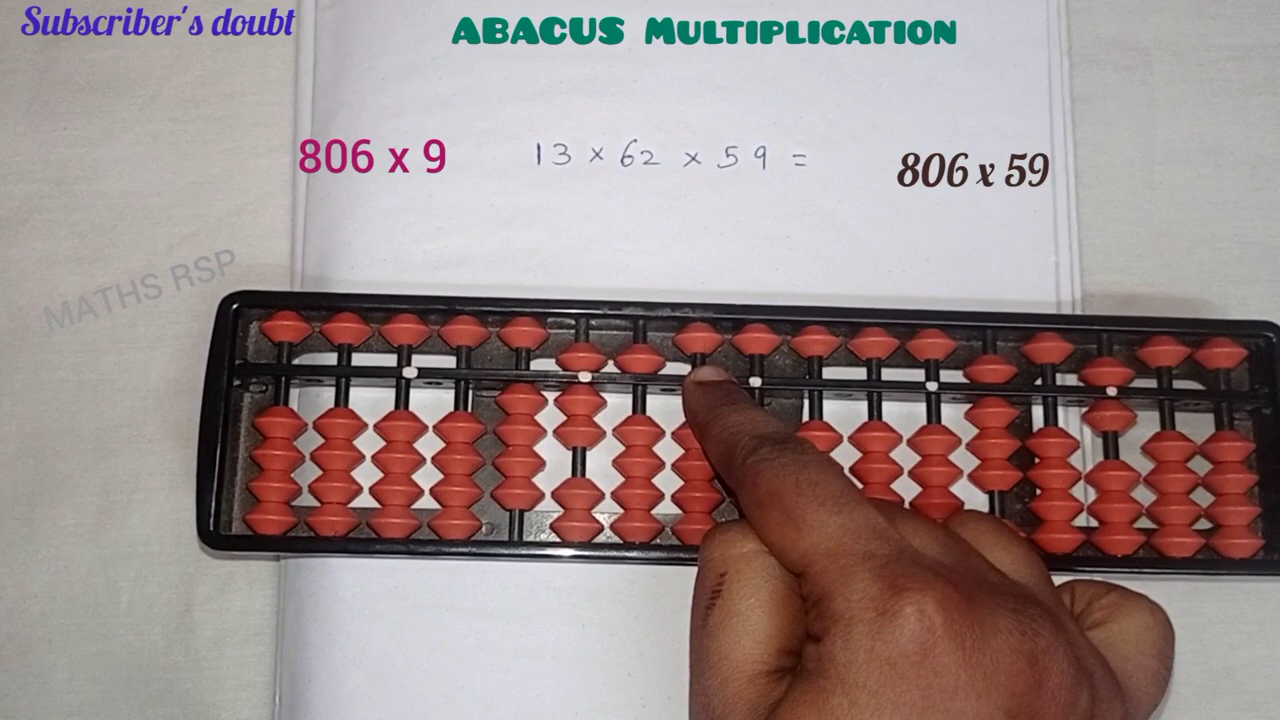 Subscriber's doubt
ABACUS MULTIPLICATION
806 x 9
13 × 62 × 59 =
806 x 59
MATHS RSP